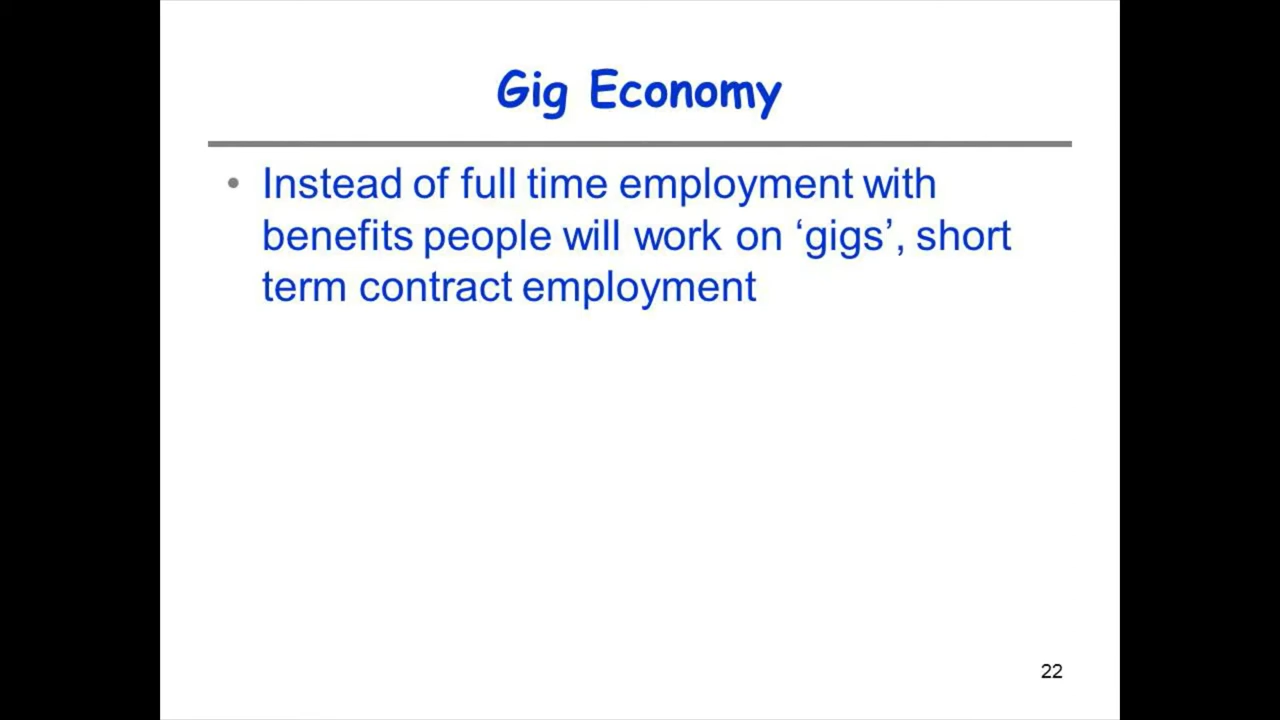 Gig Economy
• Instead of full time employment with
benefits people will work on ‘gigs’, short
term contract employment
22